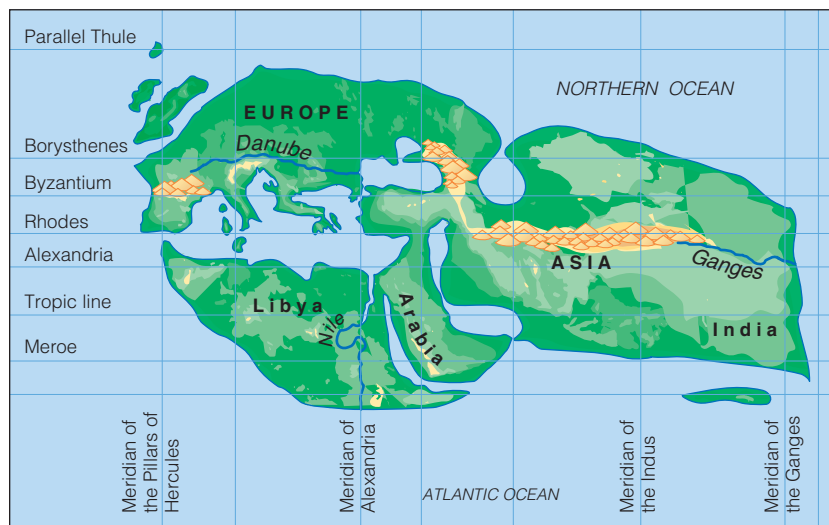 Parallel Thule
NORTHERN OCEAN
EUROPE
Borysthenes
Danube
Byzantium
Rhodes
Alexandria
ASIA
Ganges
Tropic line
Libya
Nile
Arabia
India
Meroe
Meridian of
the Pillars of
Hercules
Meridian of
Alexandria
Meridian of
the Indus
Meridian of
the Ganges
ATLANTIC OCEAN